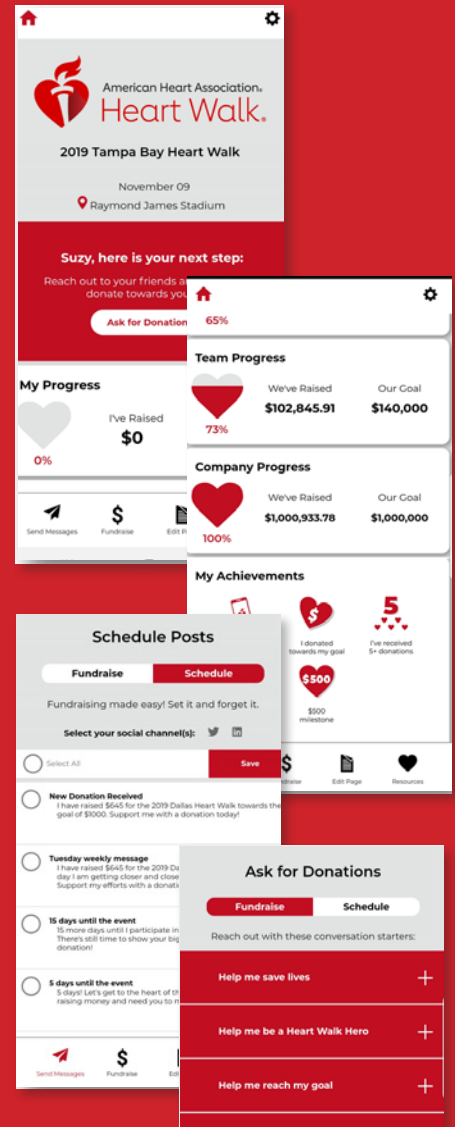 American Heart Association®
Heart Walk®
2019 Tampa Bay Heart Walk
November 09
Raymond James Stadium
Suzy, here is your next step:
Reach out to your friends
donate towards
Ask for Donation
My Progress
I've Raised
$0
0%
Send Messages
Fundraise
Edit
65%
Team Progress
We've Raised
Our Goal
$102,845.91
$140,000
73%
Company Progress
We've Raised
Our Goal
$1,000,933.78
$1,000,000
100%
My Achievements
$
5
I donated
towards my goal
I've received
5+ donations
$500
$500
milestone
$
Edit Page
Resources
Schedule Posts
Fundraise
Schedule
Fundraising made easy! Set it and forget it.
Select your social channel(s):
Select All
Save
New Donation Received
I have raised $645 for the 2019 Dallas Heart Walk towards the
goal of $1000. Support me with a donation today!
Tuesday weekly message
I have raised $645 for the 2019
day I am getting closer and
Support my efforts with a
15 days until the event
15 more days until I participate in
There's still time to show your big
donation!
5 days until the event
5 days! Let's get to the heart of
raising money and need you to
Send Messages
$
Fundraise
Ask for Donations
Fundraise
Schedule
Reach out with these conversation starters:
Help me save lives
Help me be a Heart Walk Hero
Help me reach my goal